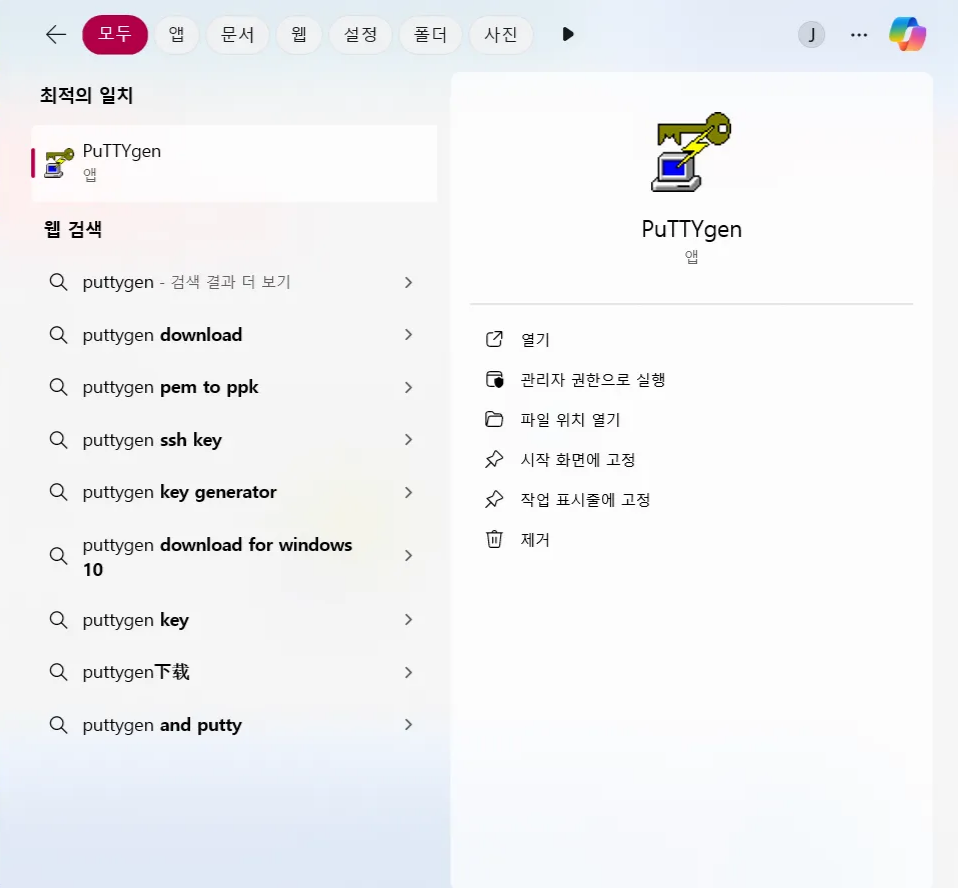 모두 앱 문서 웹 설정 폴더 사진 J
최적의 일치
PuTTYgen
앱
웹 검색
puttygen - 검색 결과 더 보기
puttygen download
puttygen pem to ppk
puttygen ssh key
puttygen key generator
puttygen download for windows
10
puttygen key
puttygen下载
puttygen and putty
PuTTYgen
앱
열기
관리자 권한으로 실행
파일 위치 열기
시작 화면에 고정
작업 표시줄에 고정
제거